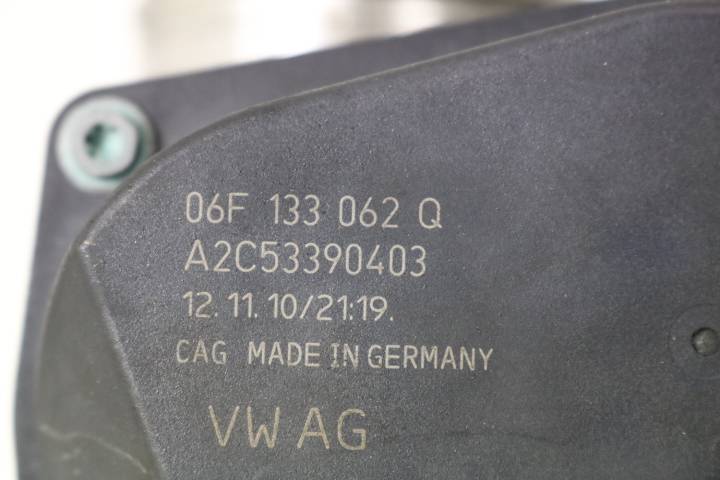 06F 133 062 Q
A2C53390403
12.11.10/21:19.
CAG MADE IN GERMANY
VW AG